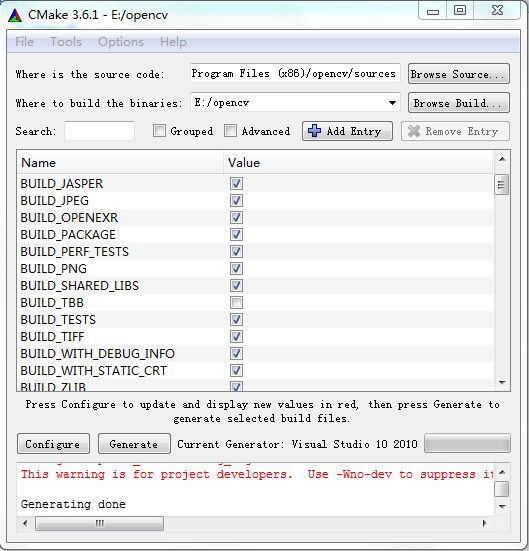 CMake 3.6.1 - E:/opencv
File Tools Options Help
Where is the source code: Program Files (x86)/opencv/sources Browse Source...
Where to build the binaries: E:/opencv Browse Build...
Search: Grouped Advanced Add Entry Remove Entry
Name Value
BUILD_JASPER
BUILD_JPEG
BUILD_OPENEXR
BUILD_PACKAGE
BUILD_PERF_TESTS
BUILD_PNG
BUILD_SHARED_LIBS
BUILD_TBB
BUILD_TESTS
BUILD_TIFF
BUILD_WITH_DEBUG_INFO
BUILD_WITH_STATIC_CRT
BUILD_ZLIB
Press Configure to update and display new values in red, then press Generate to
generate selected build files.
Configure Generate Current Generator: Visual Studio 10 2010
This warning is for project developers. Use -Wno-dev to suppress it
Generating done